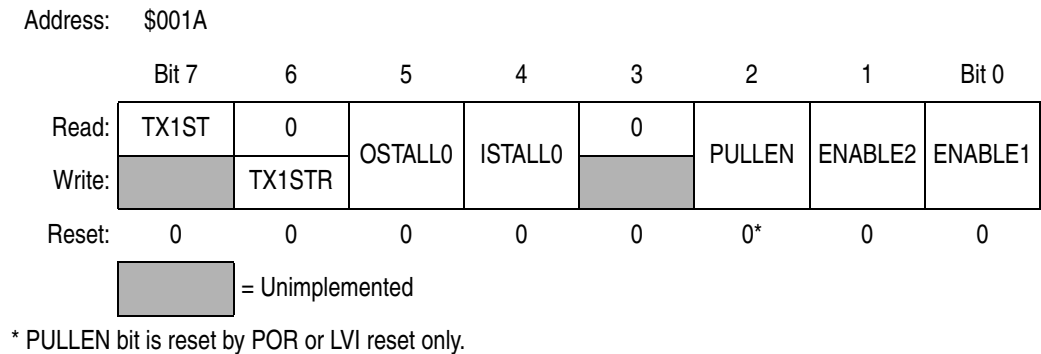 Address: $001A
Bit 7 6 5 4 3 2 1 Bit 0
Read: TX1ST 0 OSTALL0 ISTALL0 0 PULLEN ENABLE2 ENABLE1
Write: TX1STR
Reset: 0 0 0 0 0 0* 0 0
= Unimplemented
* PULLEN bit is reset by POR or LVI reset only.